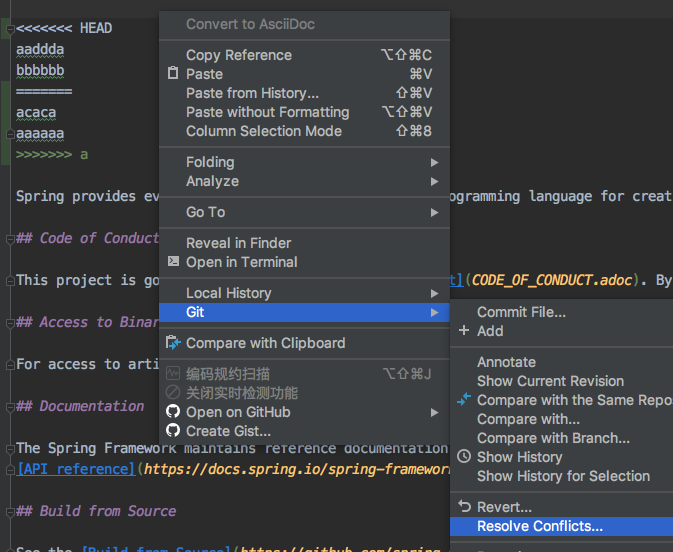 <<<<<<< HEAD
aaddda
bbbbbb
=======
acaca
aaaaaa
>>>>>>> a
Spring provides ev
ogramming language for creat
## Code of Conduct
This project is go
t](CODE_OF_CONDUCT.adoc). By
## Access to Binar
For access to arti
## Documentation
The Spring Framework maintains reference documentation
[API reference](https://docs.spring.io/spring-framewor
## Build from Source
See the [Build from Source](https://github.com/spring
Convert to AsciiDoc
Copy Reference ⌥⇧⌘C
Paste ⌘V
Paste from History... ⇧⌘V
Paste without Formatting ⌥⇧⌘V
Column Selection Mode ⇧⌘8
Folding
Analyze
Go To
Reveal in Finder
Open in Terminal
Local History
Git
Compare with Clipboard
编码规约扫描 ⌥⇧⌘J
关闭实时检测功能
Open on GitHub
Create Gist...
Commit File...
Add
Annotate
Show Current Revision
Compare with the Same Repo
Compare with...
Compare with Branch...
Show History
Show History for Selection
Revert...
Resolve Conflicts...